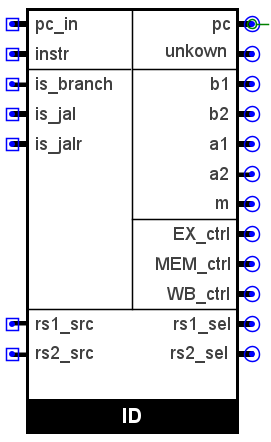 pc_in pc
instr unkown
is_branch b1
is_jal b2
is_jalr a1
a2
m
EX_ctrl
MEM_ctrl
WB_ctrl
rs1_src rs1_sel
rs2_src rs2_sel
ID